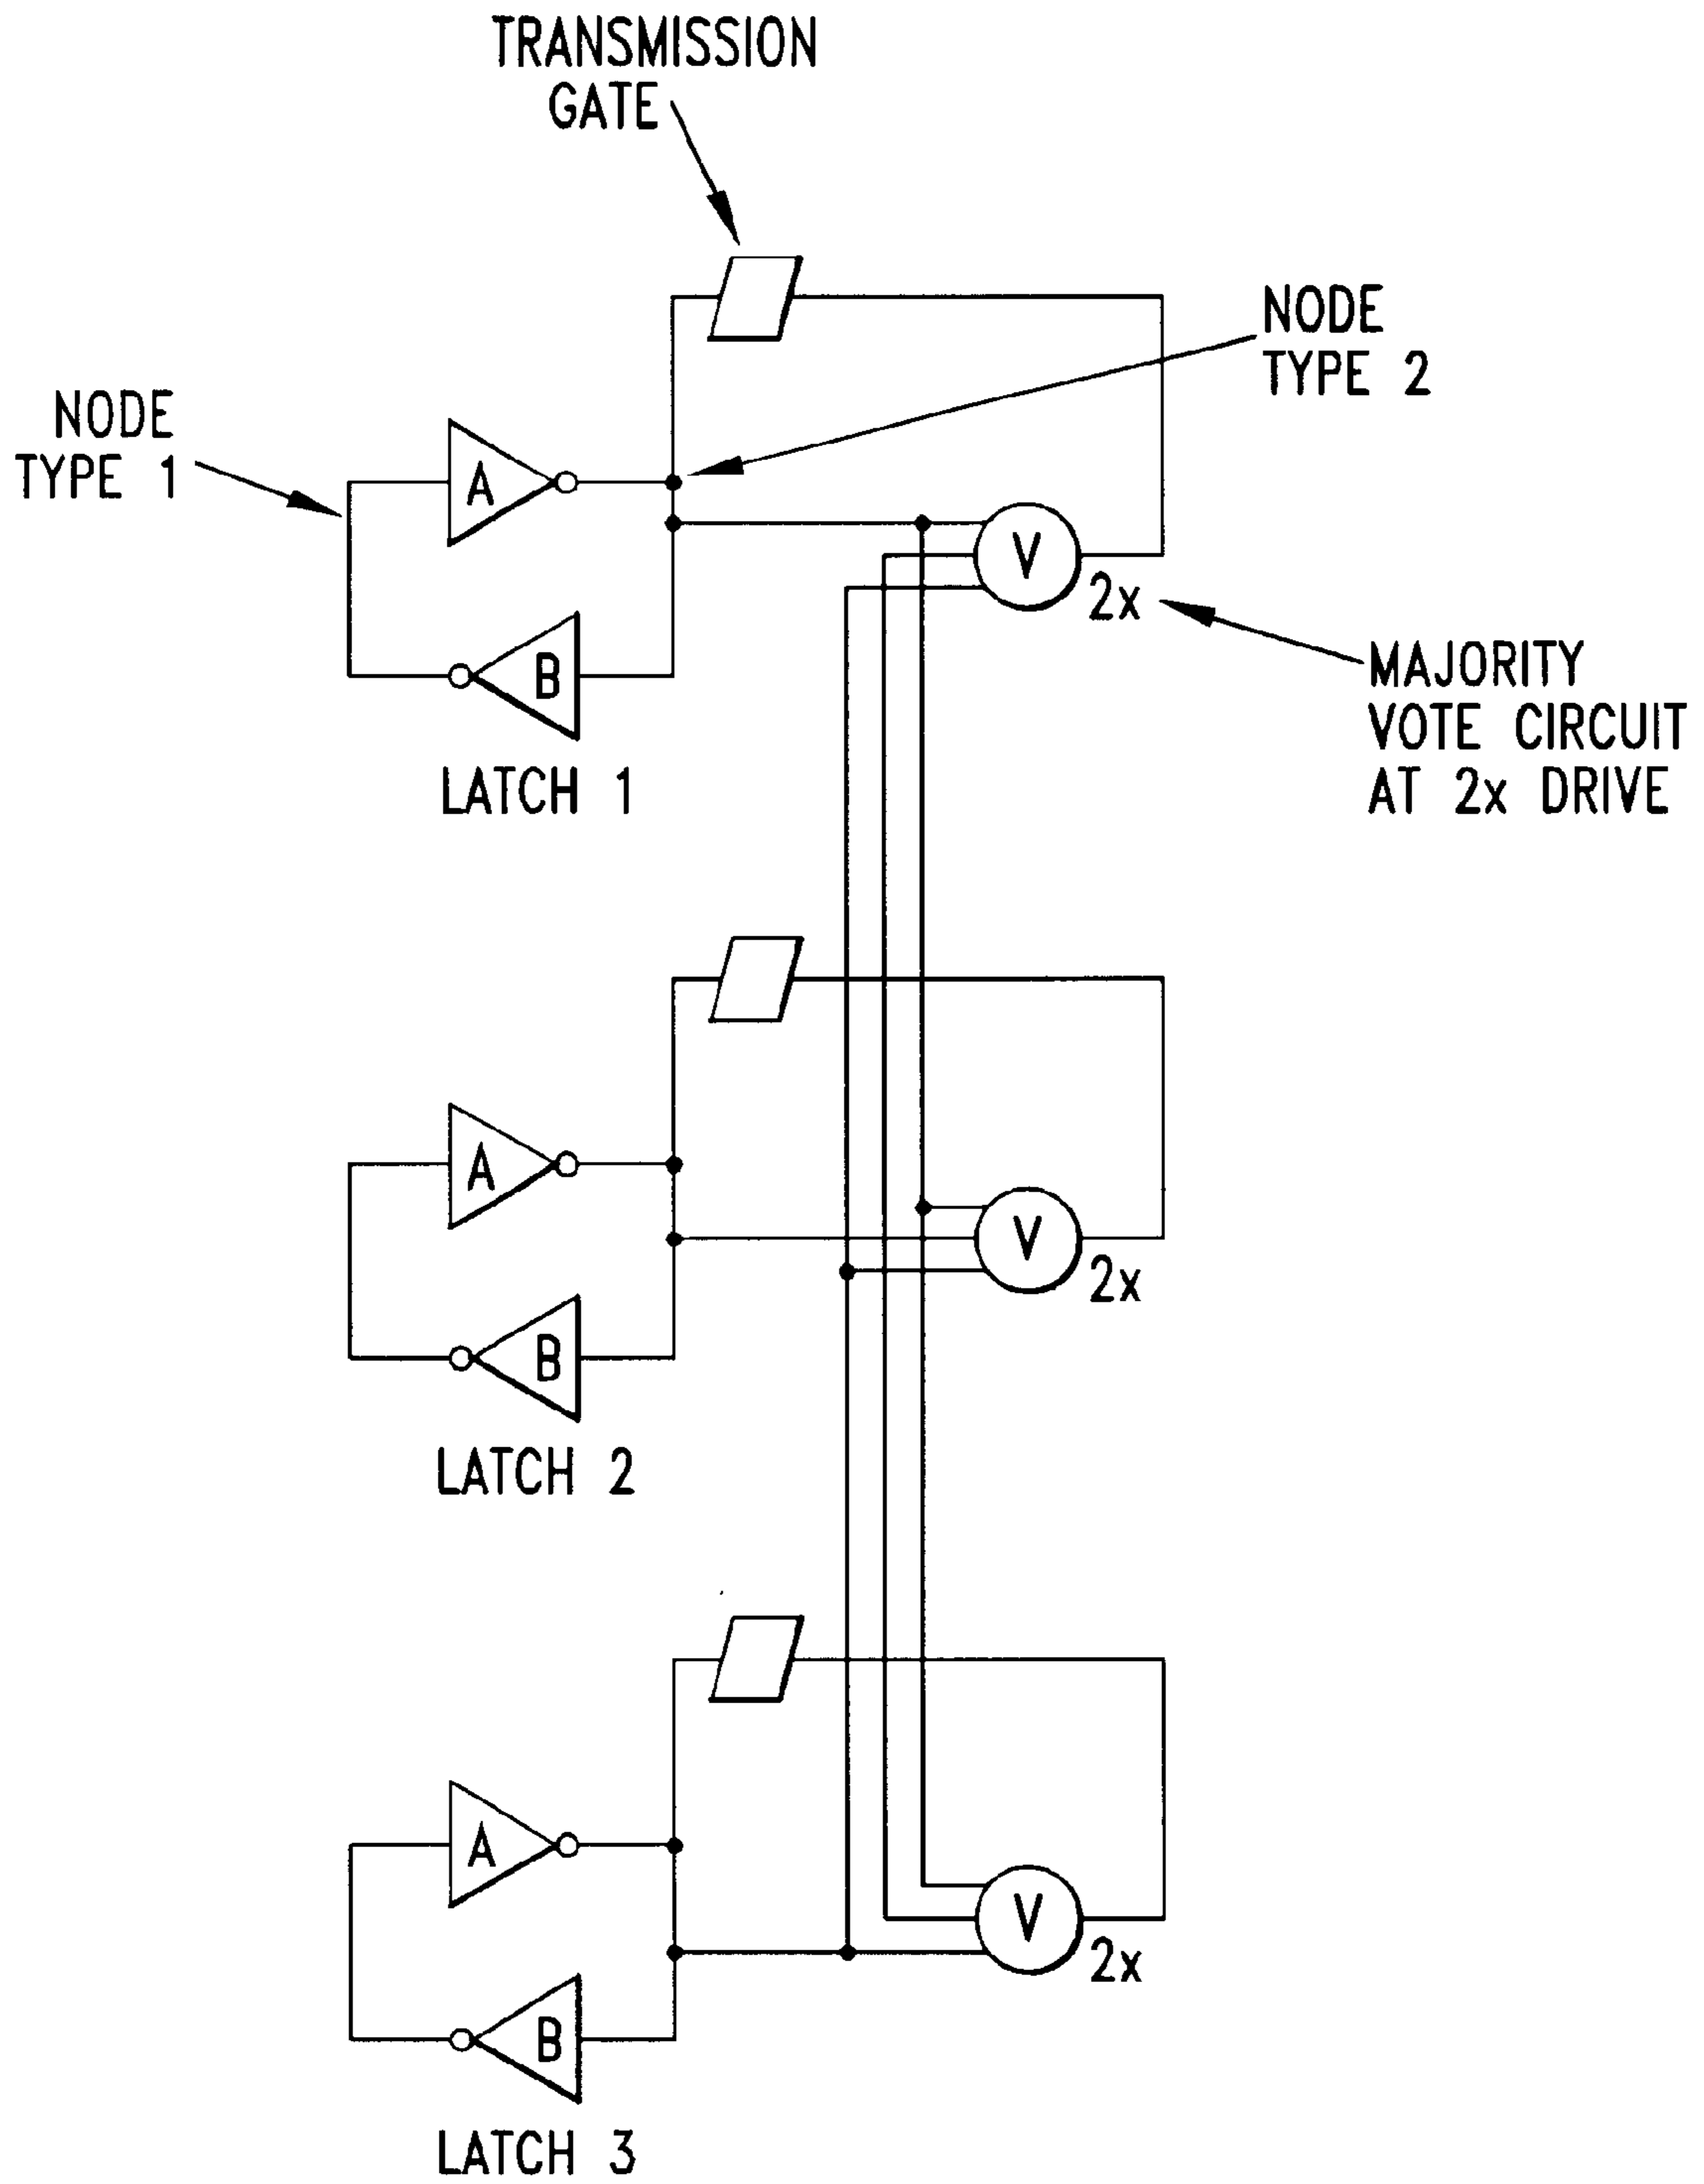 TRANSMISSION
GATE
NODE
TYPE 2
NODE
TYPE 1
A
V
2x
B
MAJORITY
VOTE CIRCUIT
AT 2x DRIVE
LATCH 1
A
V
2x
B
LATCH 2
A
V
2x
B
LATCH 3